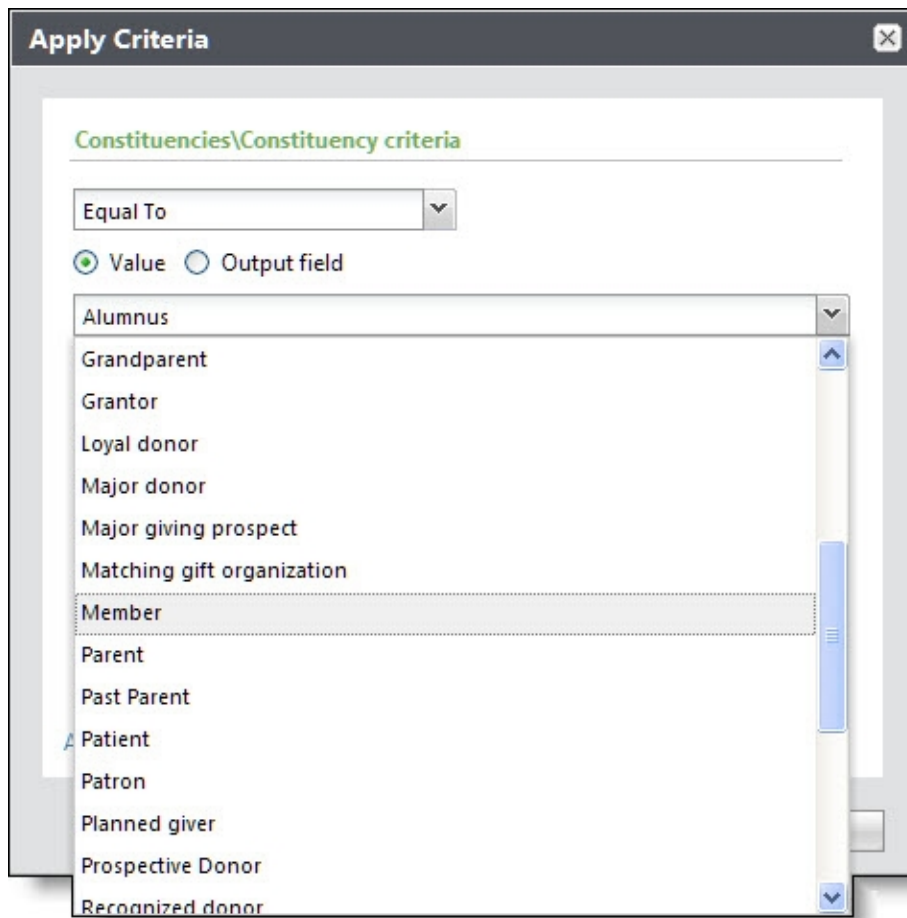 Apply Criteria
Constituencies\Constituency criteria
Equal To
Value Output field
Alumnus
Grandparent
Grantor
Loyal donor
Major donor
Major giving prospect
Matching gift organization
Member
Parent
Past Parent
Patient
Patron
Planned giver
Prospective Donor
Recognized donor